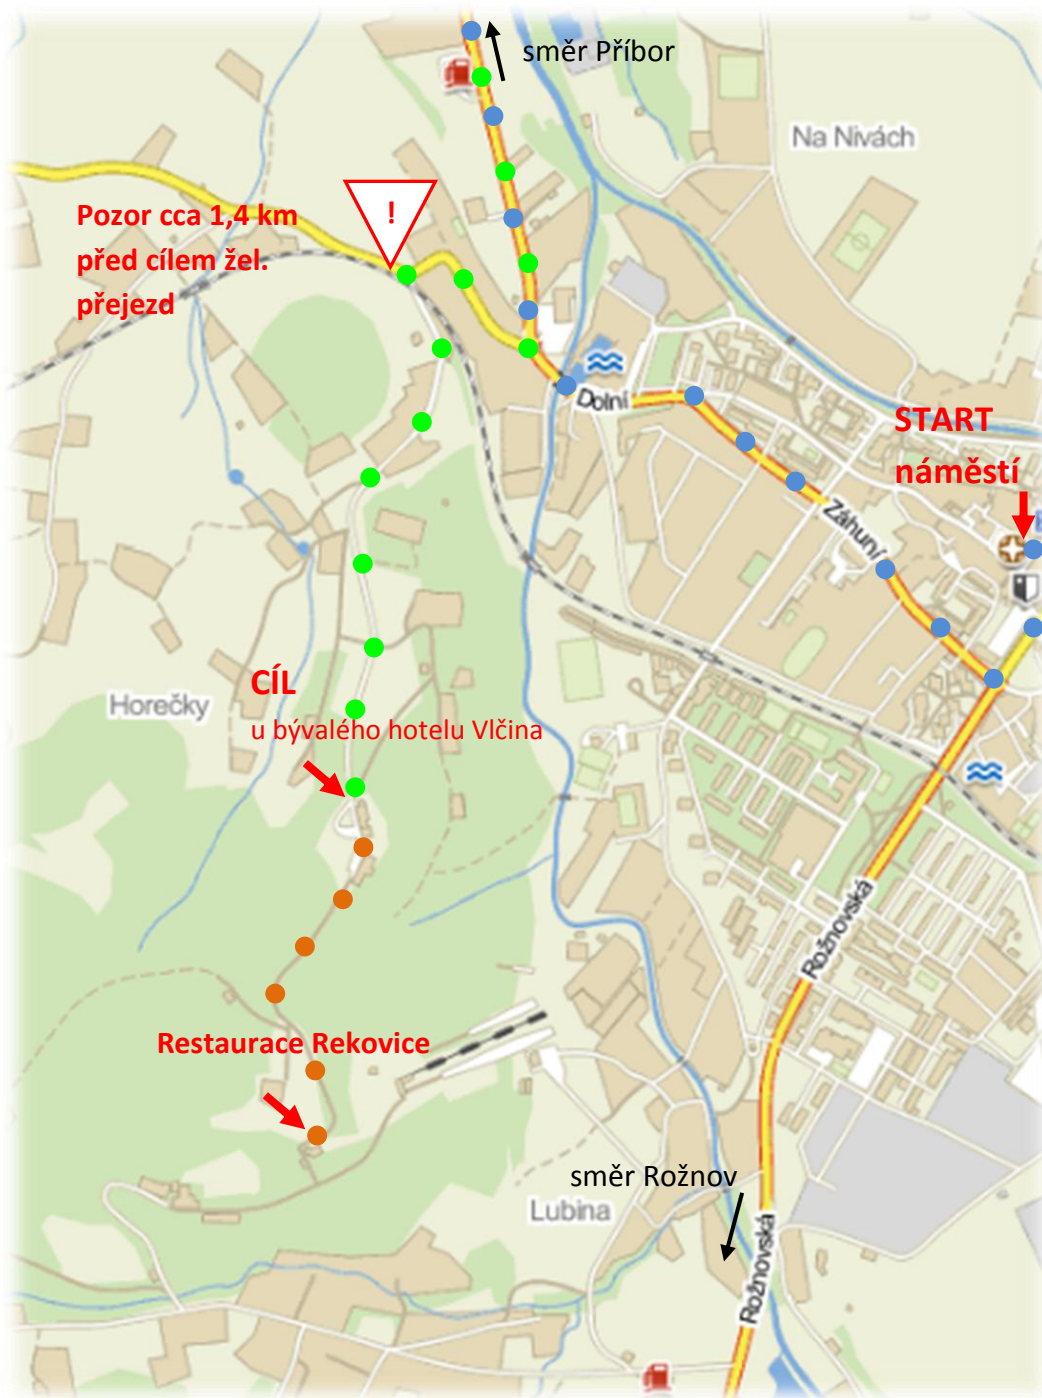 směr Příbor
Na Nivách
Pozor cca 1,4 km
před cílem žel.
přejezd
!
Dolní
START
náměstí
Záhuní
CÍL
u bývalého hotelu Vlčina
Horečky
Rožnovská
Restaurace Rekovice
směr Rožnov
Lubina
Rožnovská